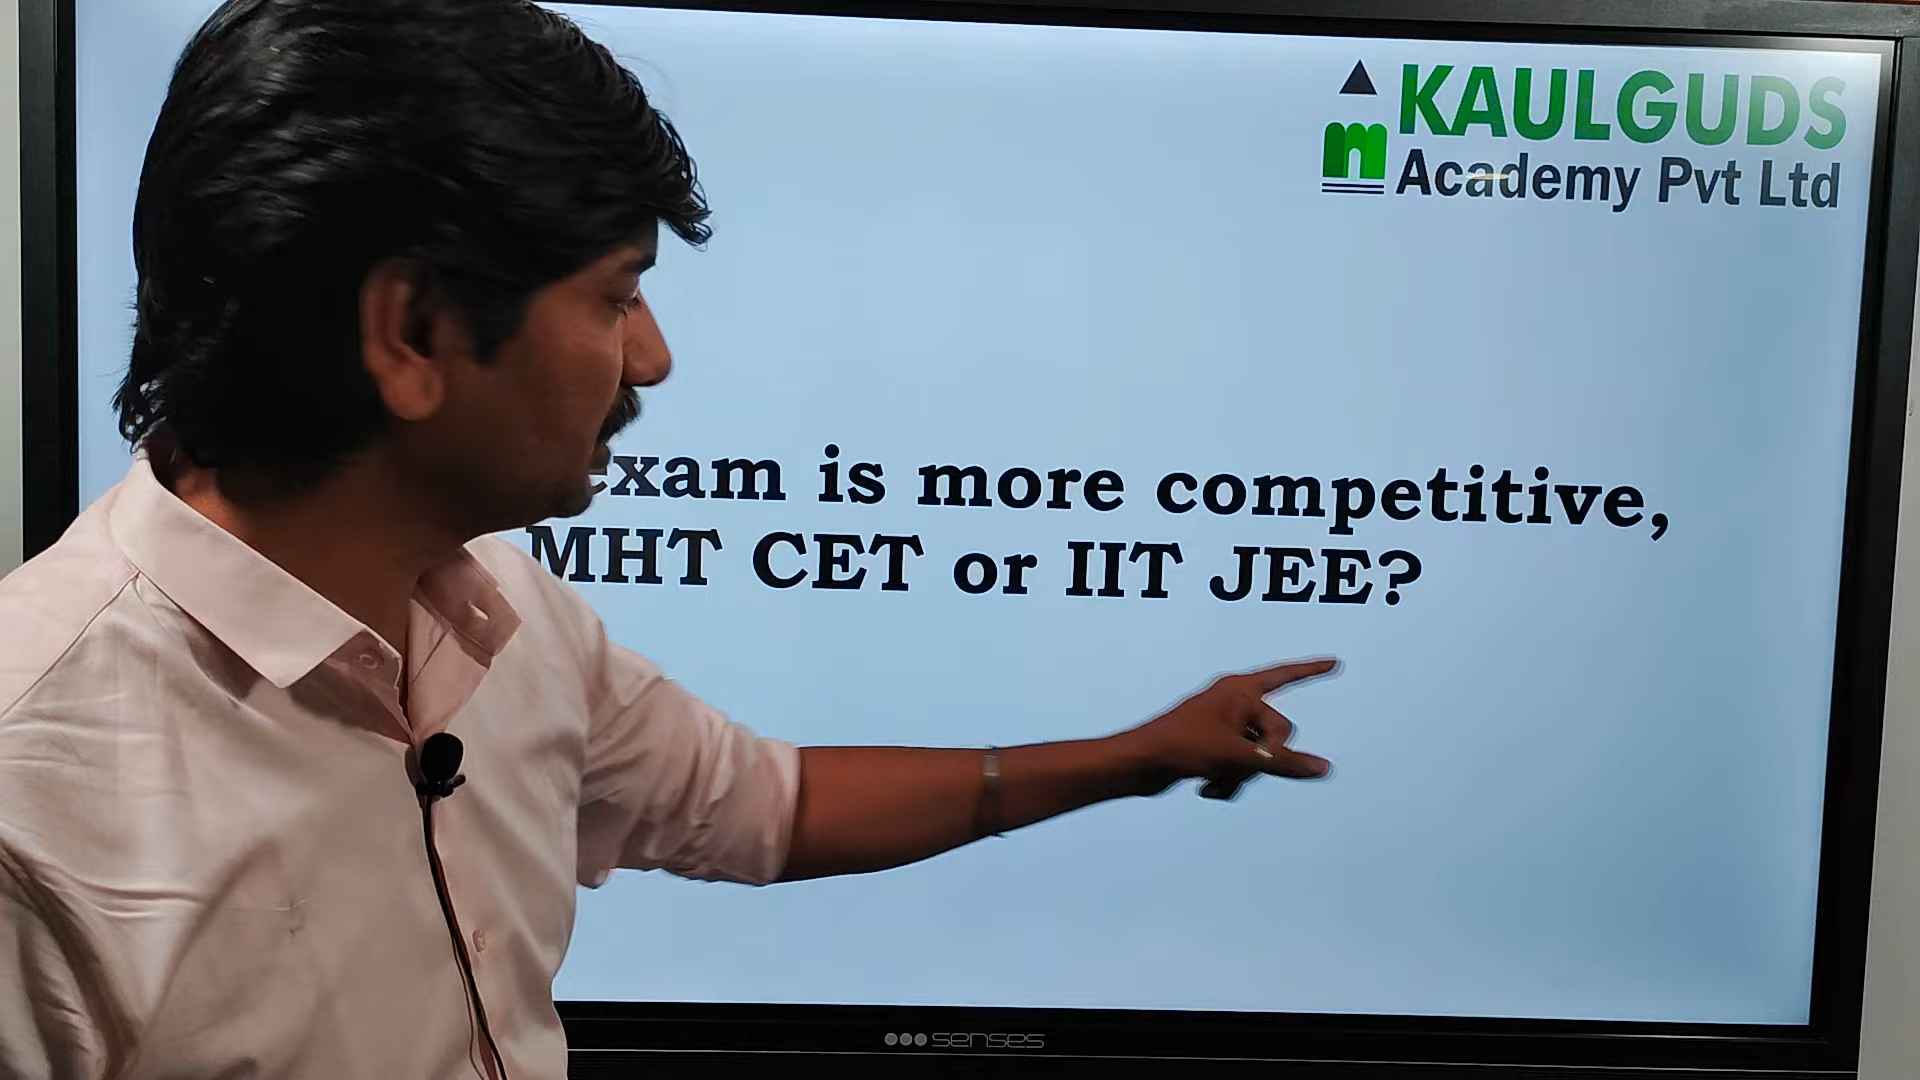 KAULGUDS
Academy Pvt Ltd
exam is more competitive,
MHT CET or IIT JEE?
senses